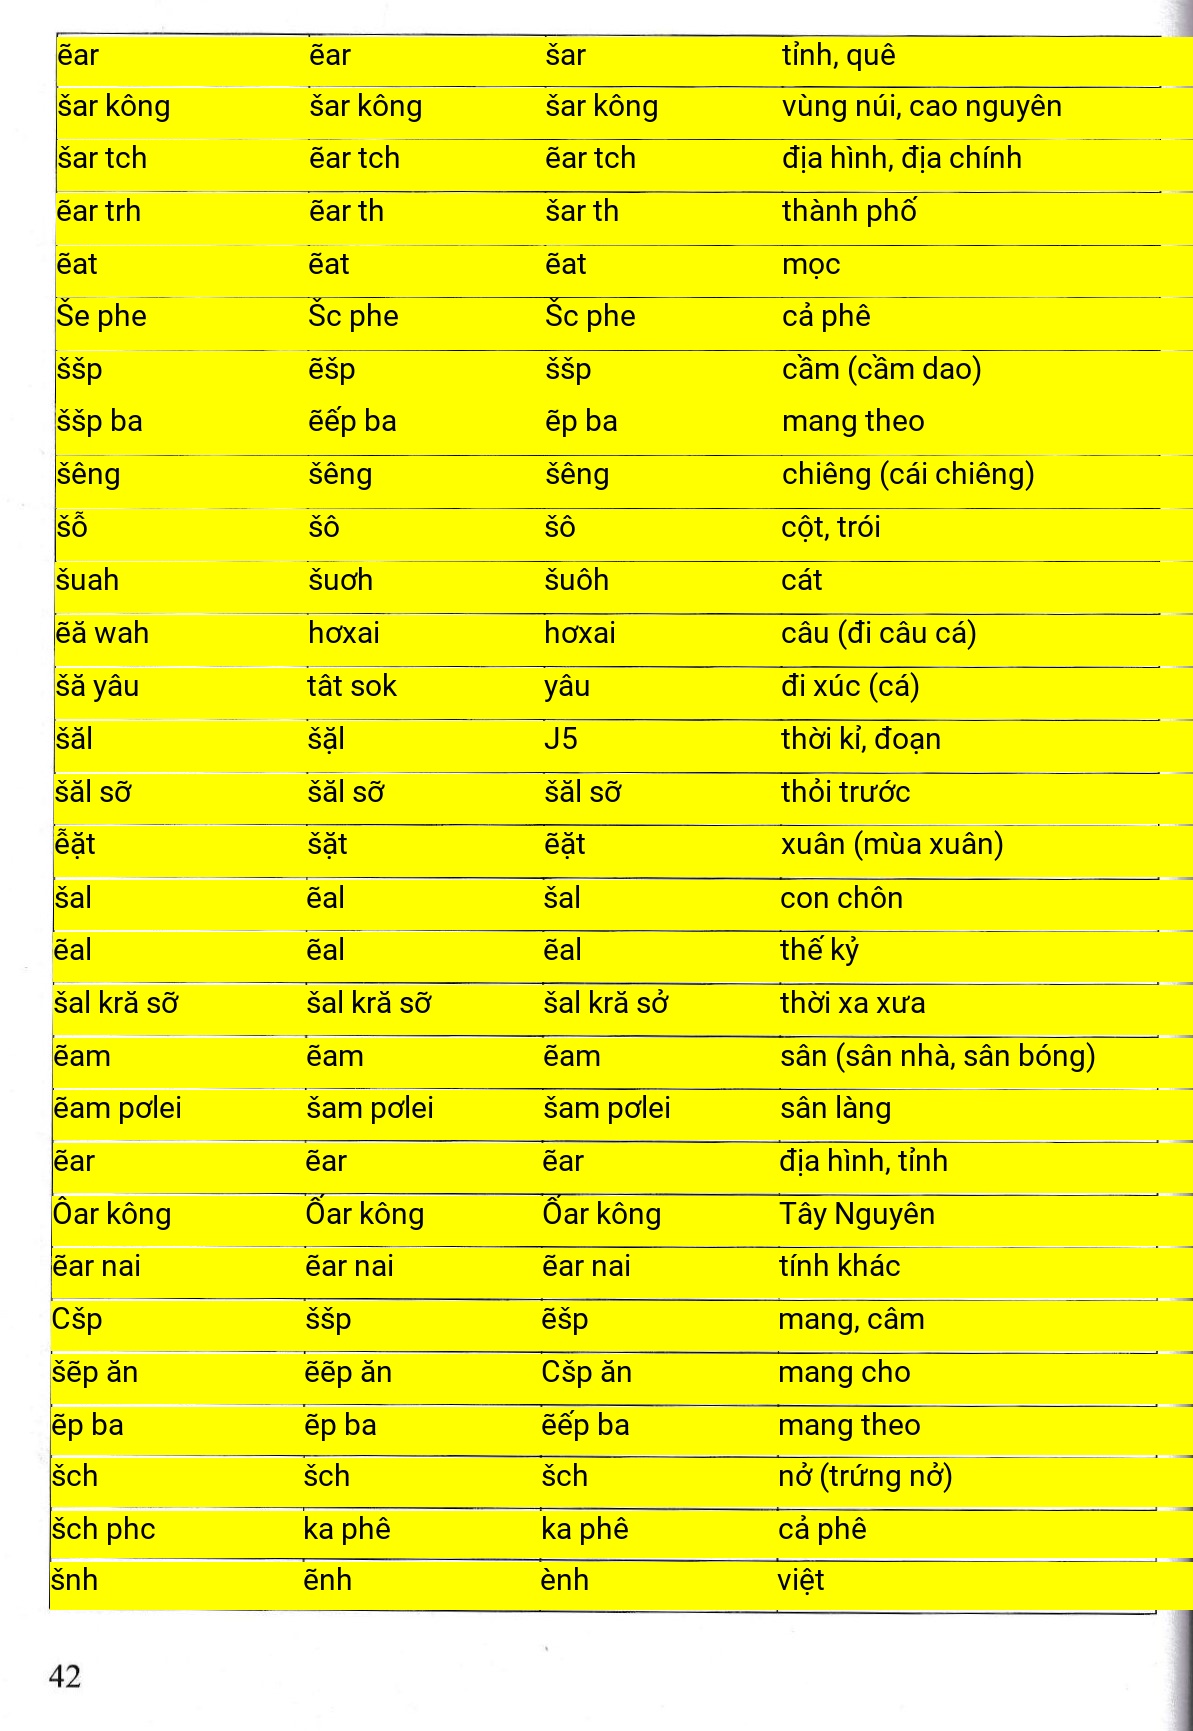 ẽar ẽar šar tỉnh, quê
šar kông šar kông šar kông vùng núi, cao nguyên
šar tch ẽar tch ẽar tch địa hình, địa chính
ẽar trh ẽar th šar th thành phố
ẽat ẽat ẽat mọc
Še phe Šc phe Šc phe cả phê
ššp ẽšp ššp cầm (cầm dao)
ššp ba ẽếp ba ẽp ba mang theo
šêng šêng šêng chiêng (cái chiêng)
šỗ šô šô cột, trói
šuah šuơh šuôh cát
ẽă wah hơxai hơxai câu (đi câu cá)
šă yâu tât sok yâu đi xúc (cá)
šăl šặl J5 thời kỉ, đoạn
šăl sỡ šăl sỡ šăl sỡ thỏi trước
ễặt šặt ẽặt xuân (mùa xuân)
šal ẽal šal con chôn
ẽal ẽal ẽal thế kỷ
šal kră sỡ šal kră sỡ šal kră sở thời xa xưa
ẽam ẽam ẽam sân (sân nhà, sân bóng)
ẽam pơlei šam pơlei šam pơlei sân làng
ẽar ẽar ẽar địa hình, tỉnh
Ôar kông Ốar kông Ốar kông Tây Nguyên
ẽar nai ẽar nai ẽar nai tính khác
Cšp ššp ẽšp mang, câm
šẽp ăn ẽẽp ăn Cšp ăn mang cho
ẽp ba ẽp ba ẽếp ba mang theo
šch šch šch nở (trứng nở)
šch phc ka phê ka phê cả phê
šnh ẽnh ènh việt
42